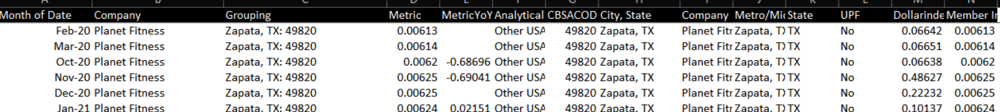 A B C D E F G H I J K L M N
Month of Date Company Grouping Metric MetricYoY Analytical CBSACOD City, State Company Metro/Mic State UPF Dollarinde Member In
Feb-20 Planet Fitness Zapata, TX: 49820 0.00613 Other USA 49820 Zapata, TX Planet Fitr Zapata, TX TX No 0.06642 0.00613
Mar-20 Planet Fitness Zapata, TX: 49820 0.00614 Other USA 49820 Zapata, TX Planet Fitr Zapata, TX TX No 0.06651 0.00614
Oct-20 Planet Fitness Zapata, TX: 49820 0.0062 -0.68696 Other USA 49820 Zapata, TX Planet Fitr Zapata, TX TX No 0.06638 0.0062
Nov-20 Planet Fitness Zapata, TX: 49820 0.00625 -0.69041 Other USA 49820 Zapata, TX Planet Fitr Zapata, TX TX No 0.48627 0.00625
Dec-20 Planet Fitness Zapata, TX: 49820 0.00625 Other USA 49820 Zapata, TX Planet Fitr Zapata, TX TX No 0.22232 0.00625
Jan-21 Planet Fitness Zapata, TX: 49820 0.00624 0.02151 Other USA 49820 Zapata, TX Planet Fitr Zapata, TX TX No 0.10137 0.00624